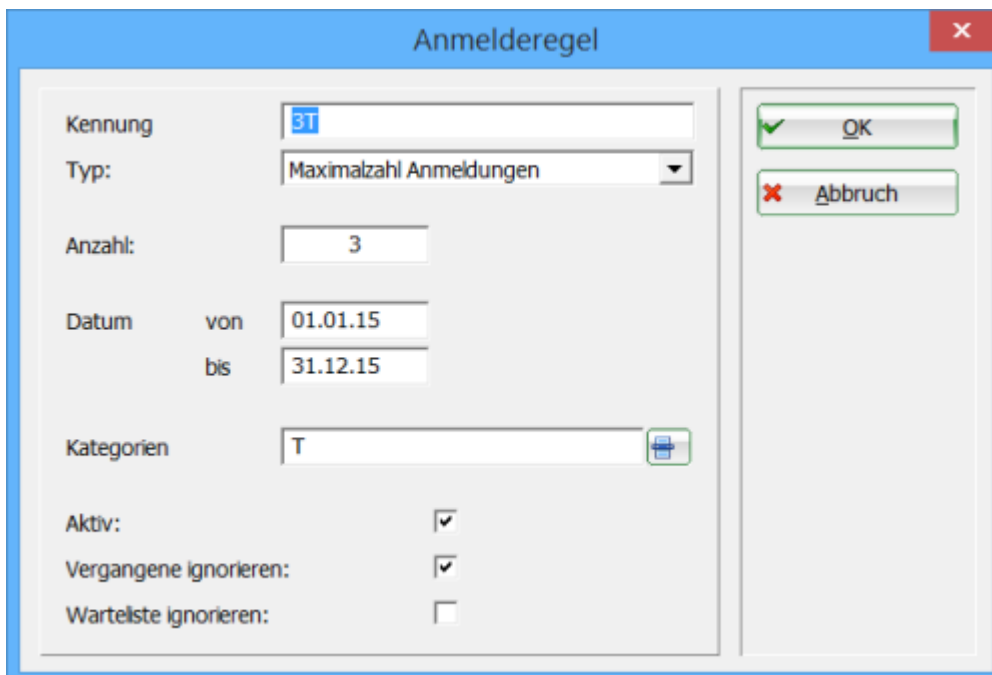 Anmelderegel
Kennung 3T
Typ: Maximalzahl Anmeldungen
Anzahl: 3
Datum von 01.01.15
bis 31.12.15
Kategorien T
Aktiv:
Vergangene ignorieren:
Warteliste ignorieren:
OK
Abbruch